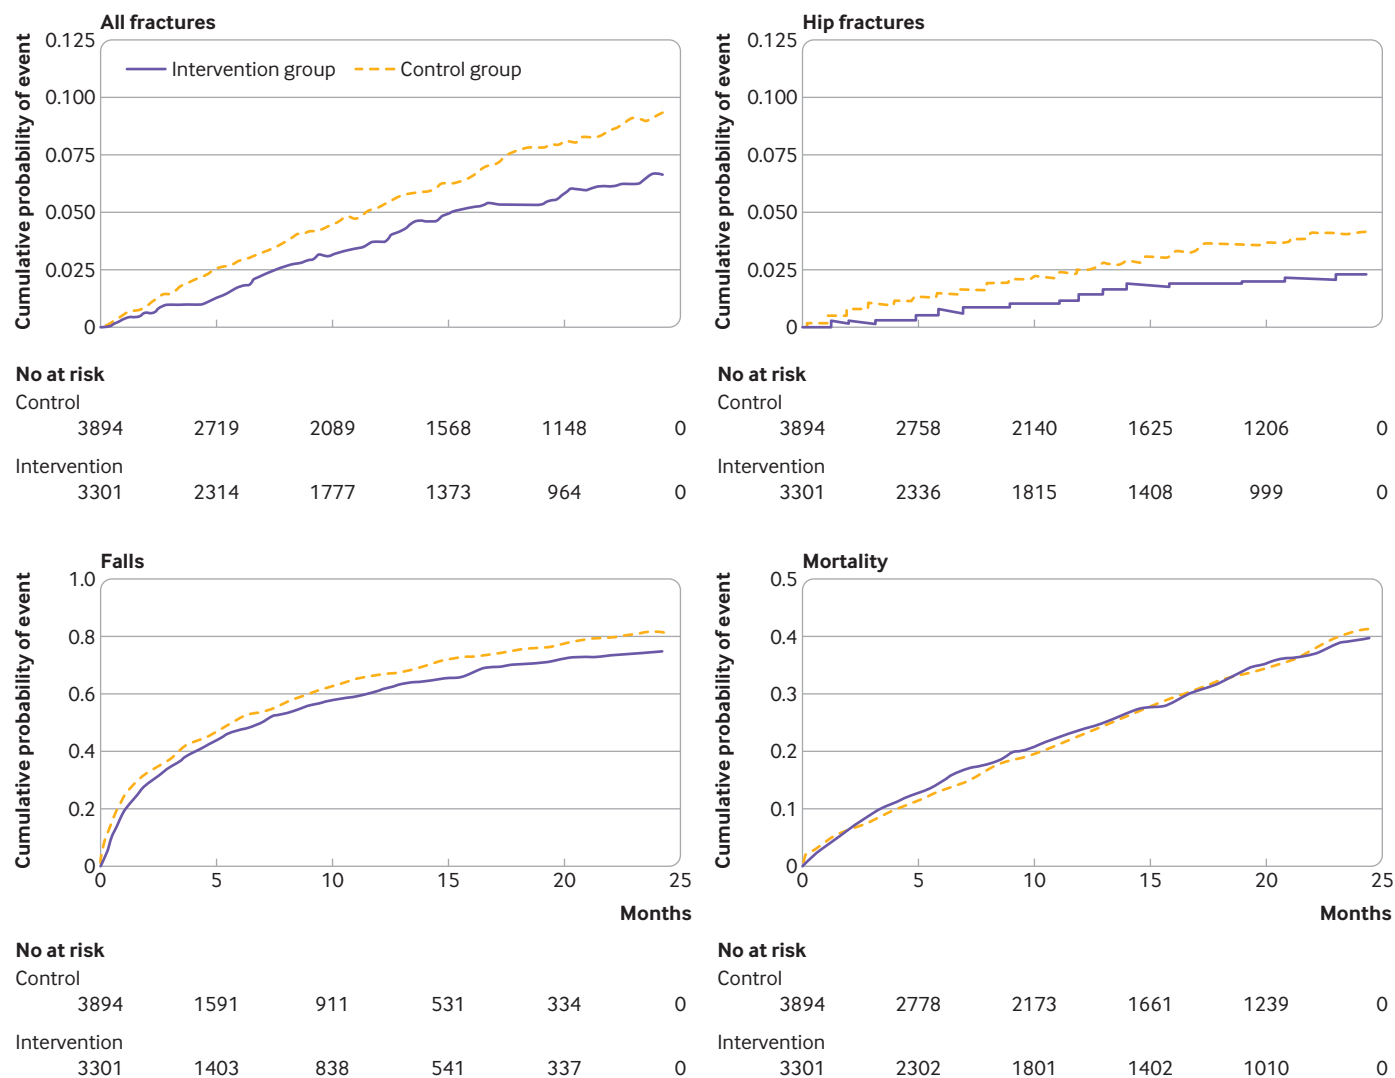 All fractures
Cumulative probability of event
0.125
0.100
0.075
0.050
0.025
0
Intervention group
Control group
No at risk
Control
3894 2719 2089 1568 1148 0
Intervention
3301 2314 1777 1373 964 0
Hip fractures
Cumulative probability of event
0.125
0.100
0.075
0.050
0.025
0
No at risk
Control
3894 2758 2140 1625 1206 0
Intervention
3301 2336 1815 1408 999 0
Falls
Cumulative probability of event
1.0
0.8
0.6
0.4
0.2
0
0 5 10 15 20 25
Months
No at risk
Control
3894 1591 911 531 334 0
Intervention
3301 1403 838 541 337 0
Mortality
Cumulative probability of event
0.5
0.4
0.3
0.2
0.1
0
0 5 10 15 20 25
Months
No at risk
Control
3894 2778 2173 1661 1239 0
Intervention
3301 2302 1801 1402 1010 0